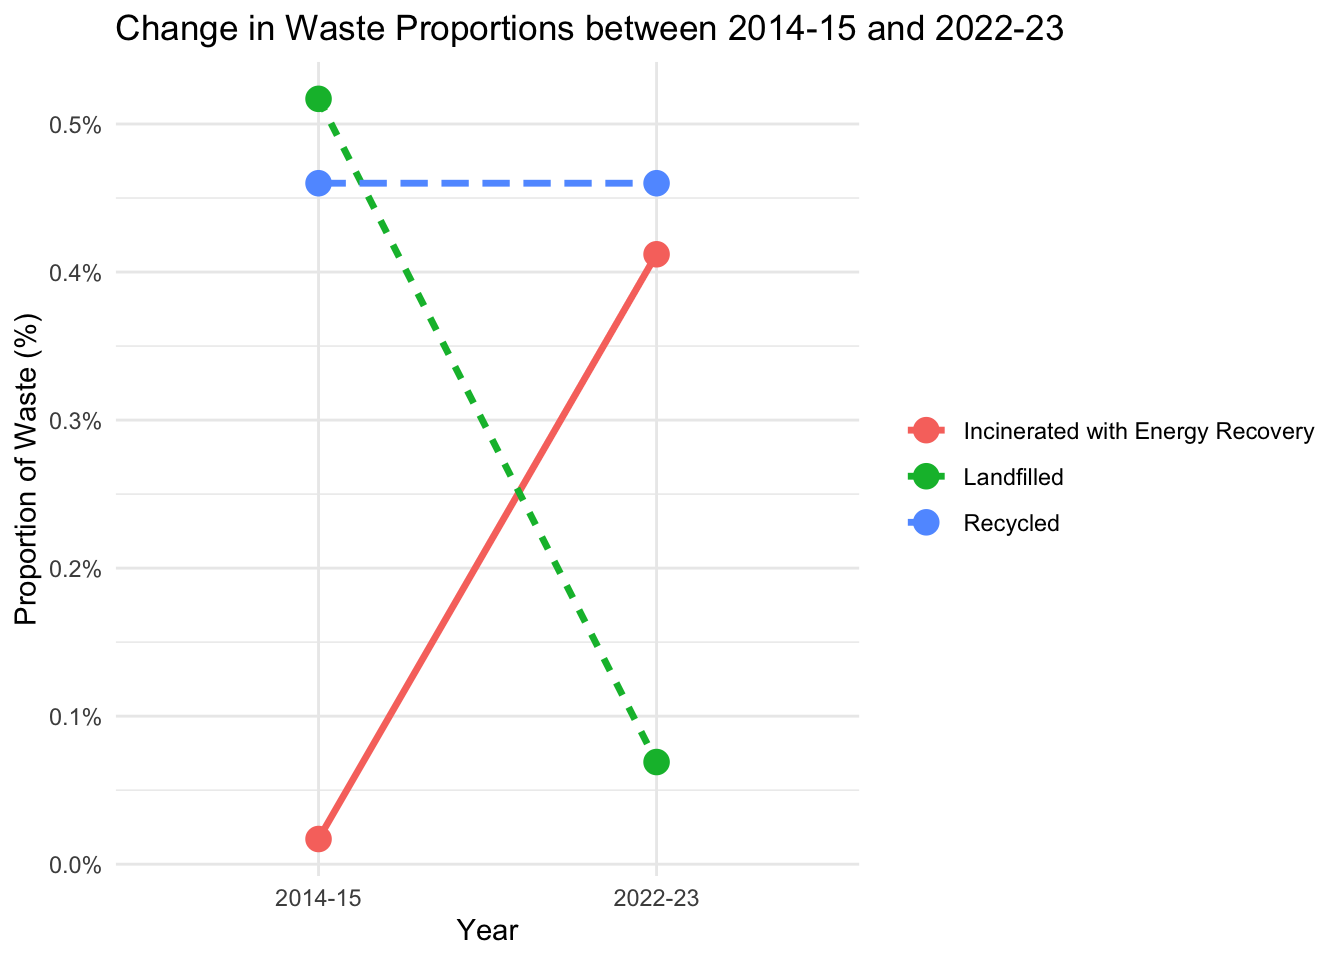 Change in Waste Proportions between 2014-15 and 2022-23
Proportion of Waste (%)
0.5%
0.4%
0.3%
0.2%
0.1%
0.0%
2014-15
2022-23
Year
Incinerated with Energy Recovery
Landfilled
Recycled